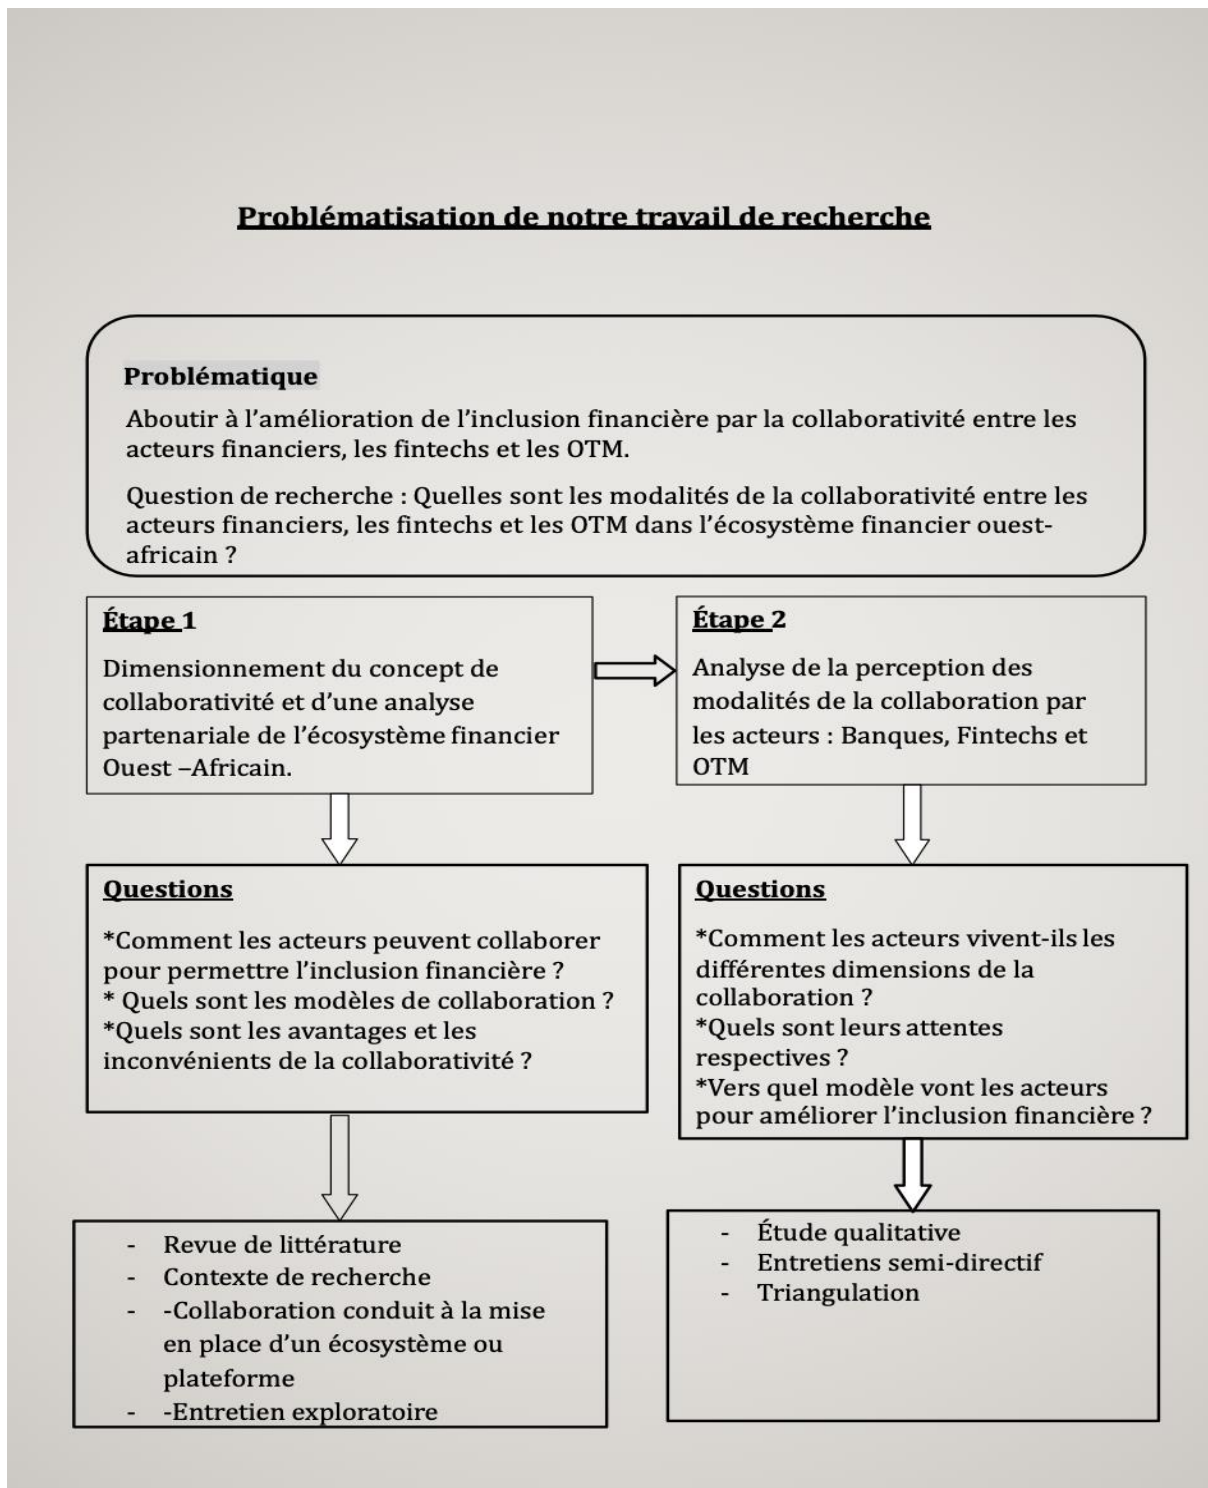 Problématisation de notre travail de recherche
Problématique
Aboutir à l’amélioration de l’inclusion financière par la collaborativité entre les
acteurs financiers, les fintechs et les OTM.
Question de recherche : Quelles sont les modalités de la collaborativité entre les
acteurs financiers, les fintechs et les OTM dans l’écosystème financier ouest-
africain ?
Étape 1
Dimensionnement du concept de
collaborativité et d’une analyse
partenariale de l’écosystème financier
Ouest –Africain.
Étape 2
Analyse de la perception des
modalités de la collaboration par
les acteurs : Banques, Fintechs et
OTM
Questions
*Comment les acteurs peuvent collaborer
pour permettre l’inclusion financière ?
* Quels sont les modèles de collaboration ?
*Quels sont les avantages et les
inconvénients de la collaborativité ?
Questions
*Comment les acteurs vivent-ils les
différentes dimensions de la
collaboration ?
*Quels sont leurs attentes
respectives ?
*Vers quel modèle vont les acteurs
pour améliorer l’inclusion financière ?
- Revue de littérature
- Contexte de recherche
- -Collaboration conduit à la mise
en place d’un écosystème ou
plateforme
- -Entretien exploratoire
- Étude qualitative
- Entretiens semi-directif
- Triangulation